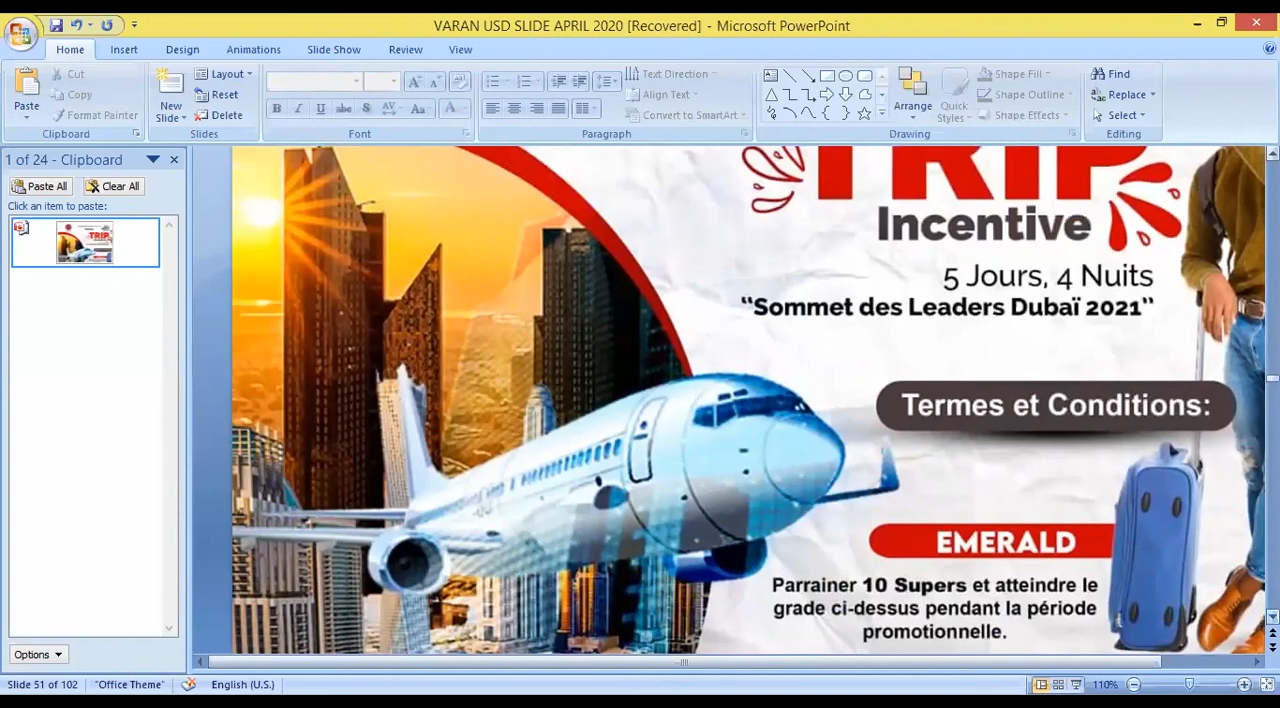 VARAN USD SLIDE APRIL 2020 [Recovered] - Microsoft PowerPoint
Home Insert Design Animations Slide Show Review View
Paste
Cut
Copy
Format Painter
Clipboard
New Slide
Layout
Reset
Delete
Slides
B I U abc S AV Aa A
Font
Paragraph
Text Direction
Align Text
Convert to SmartArt
Arrange
Quick Styles
Shape Fill
Shape Outline
Shape Effects
Drawing
Find
Replace
Select
Editing
1 of 24 - Clipboard
Paste All Clear All
Click an item to paste:
TRIP
Options
TRIP
Incentive
5 Jours, 4 Nuits
“Sommet des Leaders Dubaï 2021”
Termes et Conditions:
EMERALD
Parrainer 10 Supers et atteindre le
grade ci-dessus pendant la période
promotionnelle.
Slide 51 of 102 "Office Theme" English (U.S.) 110%